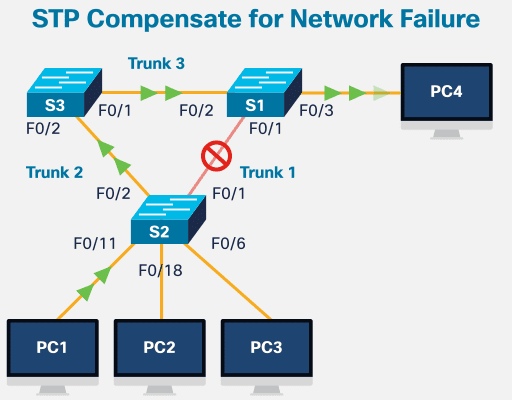 STP Compensate for Network Failure
Trunk 3
S3
F0/1
F0/2
S1
F0/3
PC4
F0/2
F0/1
Trunk 2
Trunk 1
F0/2
F0/1
S2
F0/11
F0/6
F0/18
PC1
PC2
PC3